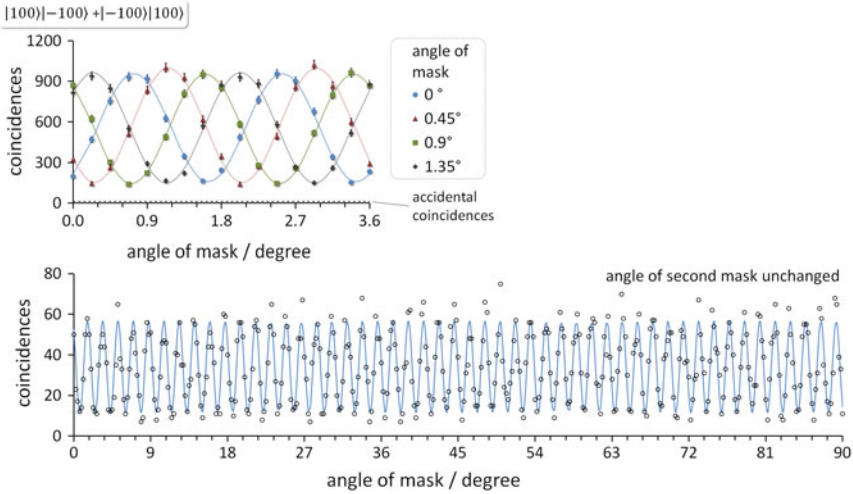 |100⟩|−100⟩ +|−100⟩|100⟩
1200
900
600
300
0
coincidences
0.0 0.9 1.8 2.7 3.6
angle of mask / degree
angle of
mask
0 °
0.45°
0.9°
1.35°
accidental
coincidences
angle of second mask unchanged
80
60
40
20
0
coincidences
0 9 18 27 36 45 54 63 72 81 90
angle of mask / degree